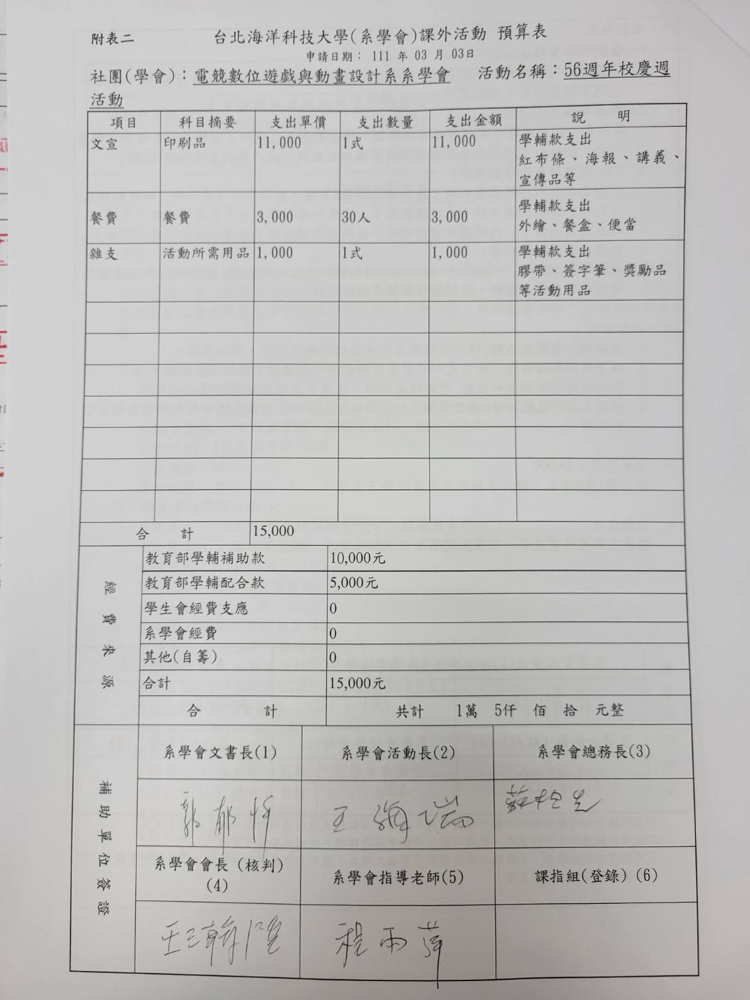 附表二
台北海洋科技大學(系學會)課外活動 預算表
申請日期： 111 年 03 月 03日
社團(學會)：電競數位遊戲與動畫設計系系學會 活動名稱：56週年校慶週
活動
項目 科目摘要 支出單價 支出數量 支出金額 說 明
文宣 印刷品 11,000 1式 11,000 學輔款支出
紅布條、海報、講義、
宣傳品等
餐費 餐費 3,000 30人 3,000 學輔款支出
外繪、餐盒、便當
雜支 活動所需用品 1,000 1式 1,000 學輔款支出
膠帶、簽字筆、獎勵品
等活動用品
合 計 15,000
經費來源
教育部學輔補助款 10,000元
教育部學輔配合款 5,000元
學生會經費支應 0
系學會經費 0
其他(自籌) 0
合計 15,000元
合 計 共計 1萬 5仟 佰 拾 元整
補助單位簽證
系學會文書長(1) 系學會活動長(2) 系學會總務長(3)
郭郁 王海瑞
系學會會長 (核判)
(4)
系學會指導老師(5) 課指組(登錄) (6)
程雨萍